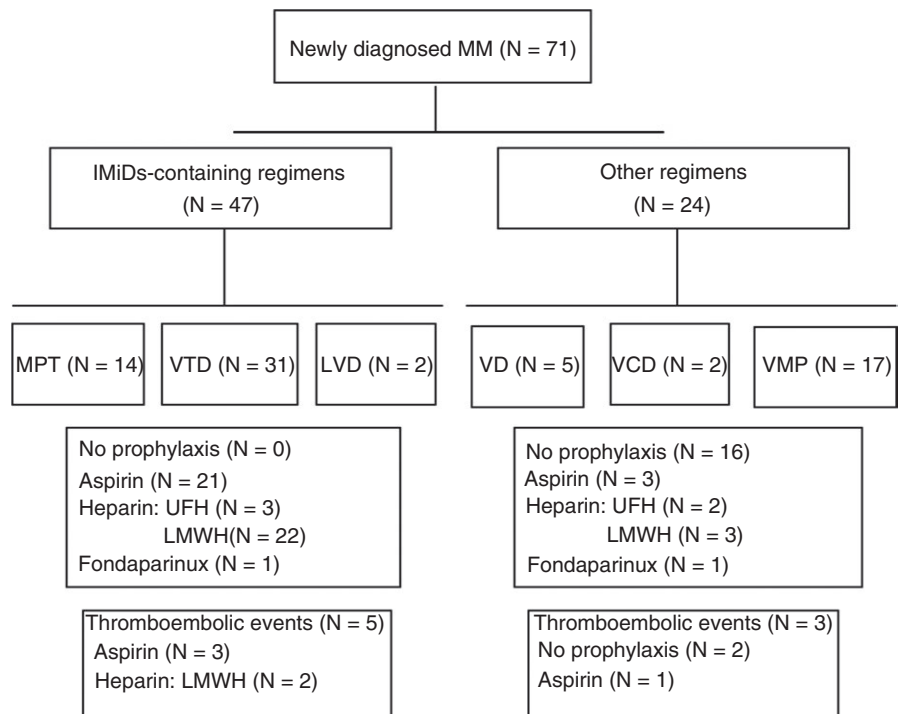 Newly diagnosed MM (N = 71)
IMiDs-containing regimens
(N = 47)
Other regimens
(N = 24)
MPT (N = 14)
VTD (N = 31)
LVD (N = 2)
VD (N = 5)
VCD (N = 2)
VMP (N = 17)
No prophylaxis (N = 0)
Aspirin (N = 21)
Heparin: UFH (N = 3)
LMWH(N = 22)
Fondaparinux (N = 1)
No prophylaxis (N = 16)
Aspirin (N = 3)
Heparin: UFH (N = 2)
LMWH (N = 3)
Fondaparinux (N = 1)
Thromboembolic events (N = 5)
Aspirin (N = 3)
Heparin: LMWH (N = 2)
Thromboembolic events (N = 3)
No prophylaxis (N = 2)
Aspirin (N = 1)